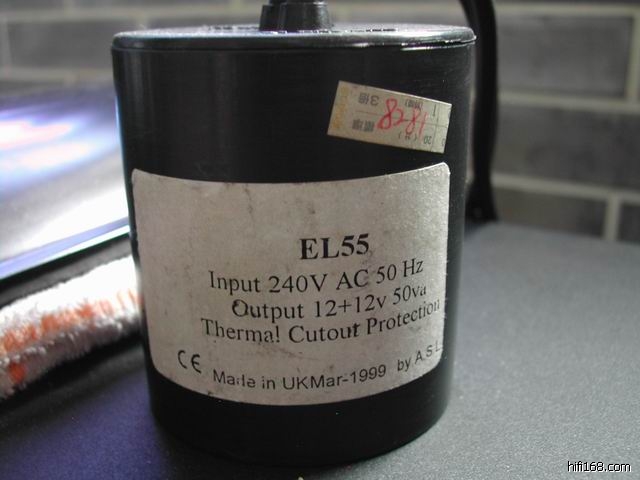 8281
EL55
Input 240V AC 50 Hz
Output 12+12v 50va
Thermal Cutout Protection
CE Made in UKMar-1999 by A S L
hifi168.com